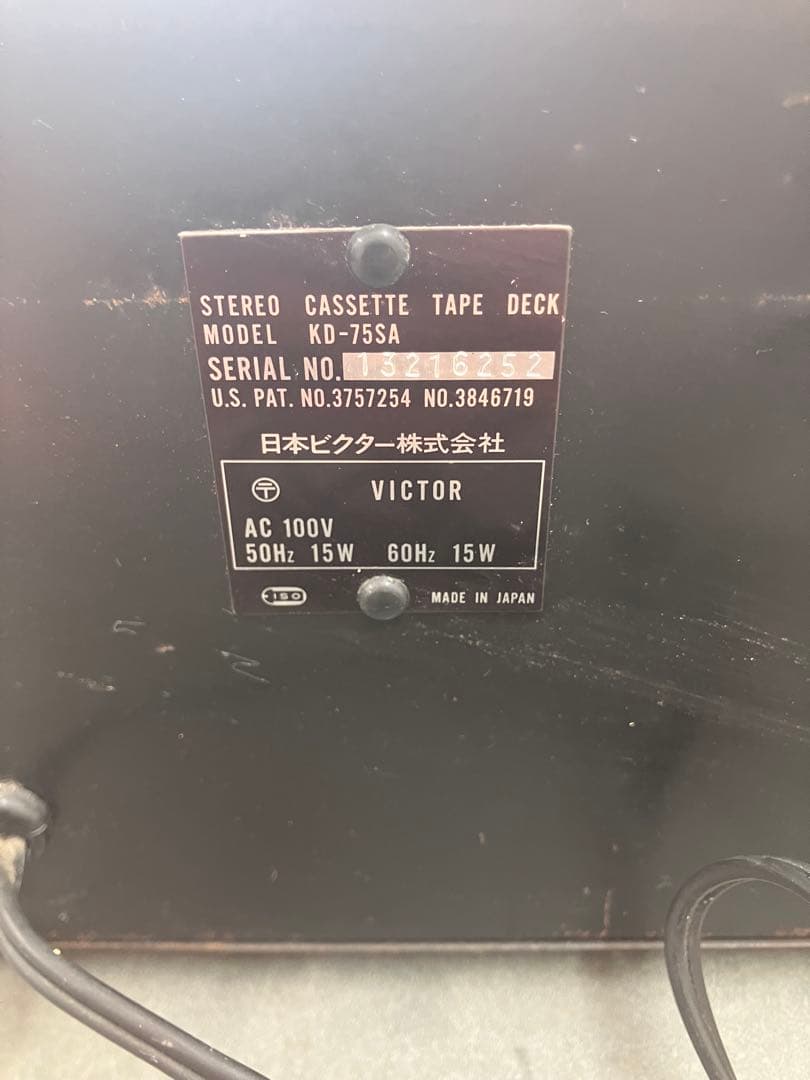 STEREO CASSETTE TAPE DECK
MODEL KD-75SA
SERIAL NO. 13216252
U.S. PAT. NO.3757254 NO.3846719
日本ビクター株式会社
〶 VICTOR
AC 100V
50Hz 15W 60Hz 15W
ISO MADE IN JAPAN